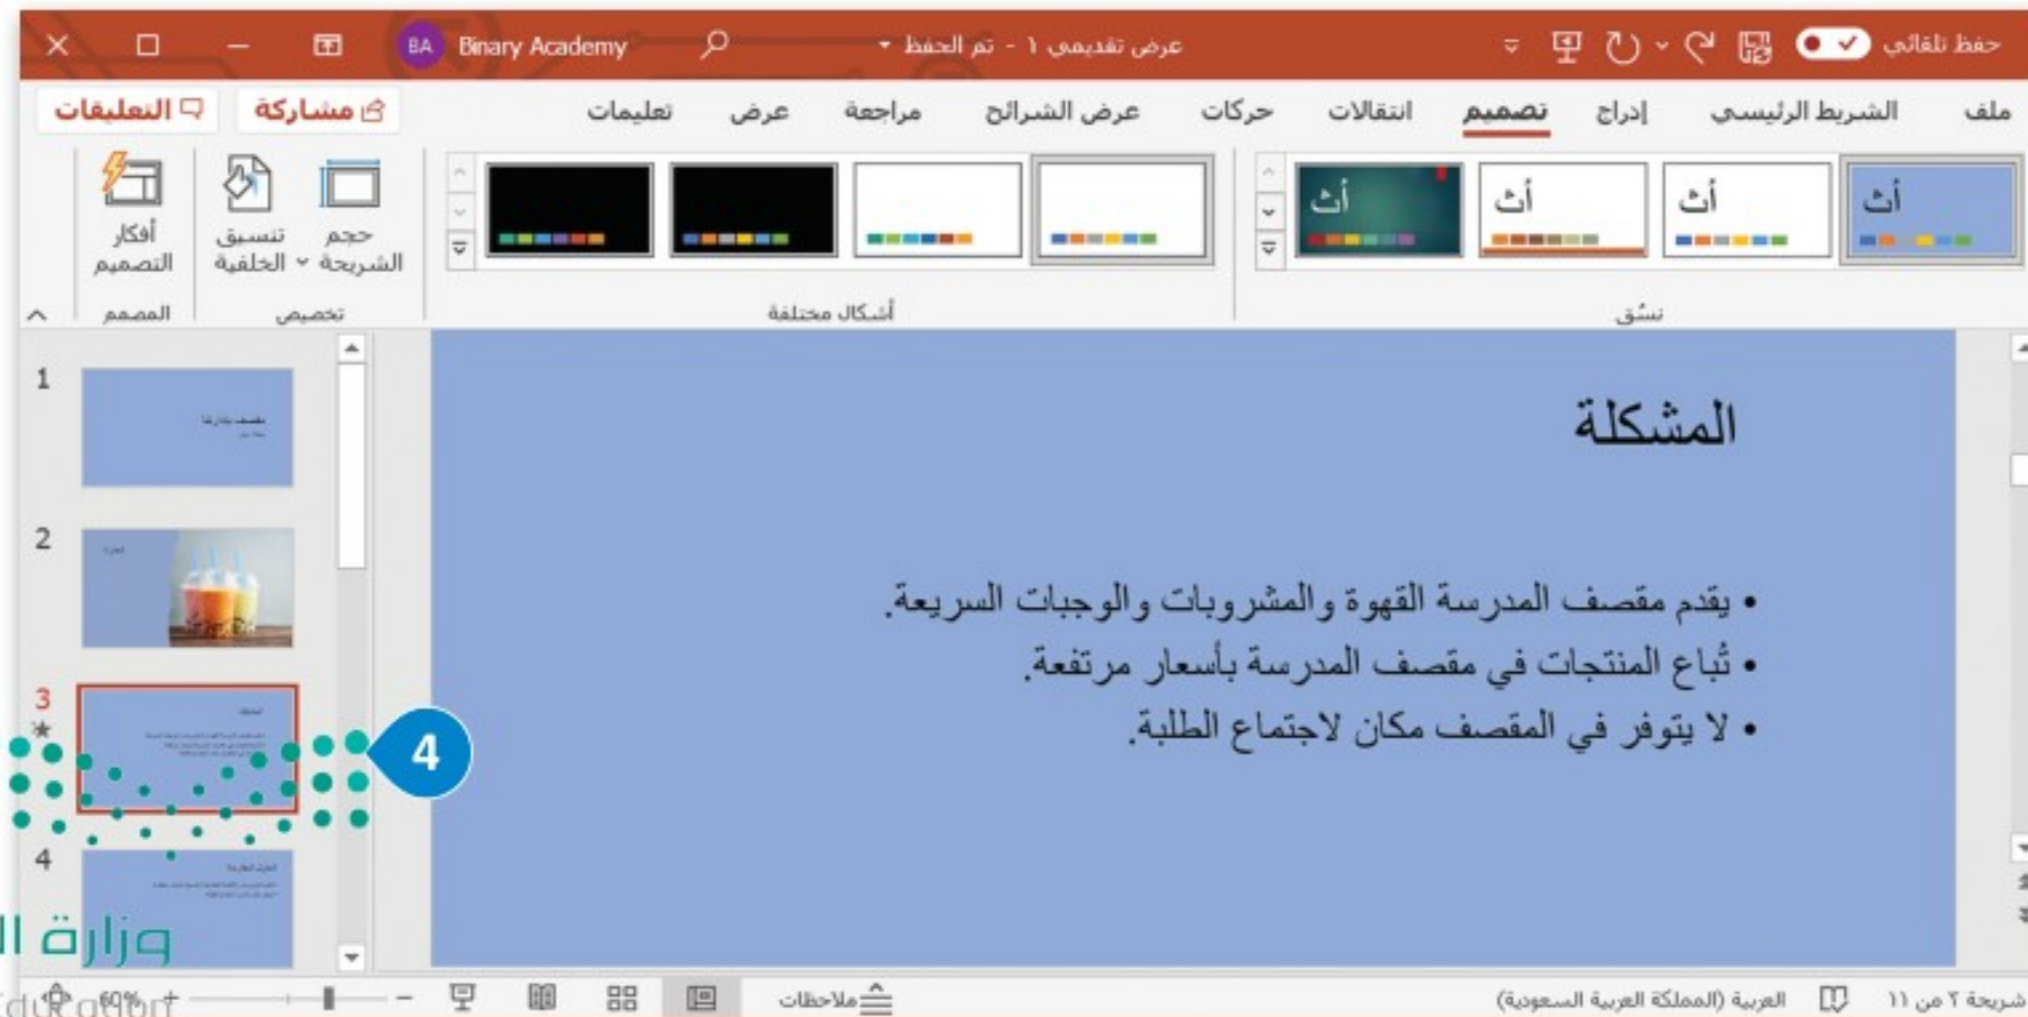 حفظ تلقائي
عرض تقديمي ١ - تم الحفظ
Binary Academy
BA
ملف الشريط الرئيسي إدراج تصميم انتقالات حركات عرض الشرائح مراجعة عرض تعليمات
مشاركة
التعليقات
أث أث أث أث
حجم الشريحة
تنسيق الخلفية
أفكار التصميم
نسُق
أشكال مختلفة
تخصيص
المصمم
1
2
3
4
المشكلة
• يقدم مقصف المدرسة القهوة والمشروبات والوجبات السريعة.
• تُباع المنتجات في مقصف المدرسة بأسعار مرتفعة.
• لا يتوفر في المقصف مكان لاجتماع الطلبة.
4
وزارة
شريحة ٢ من ١١
العربية (المملكة العربية السعودية)
ملاحظات
60%